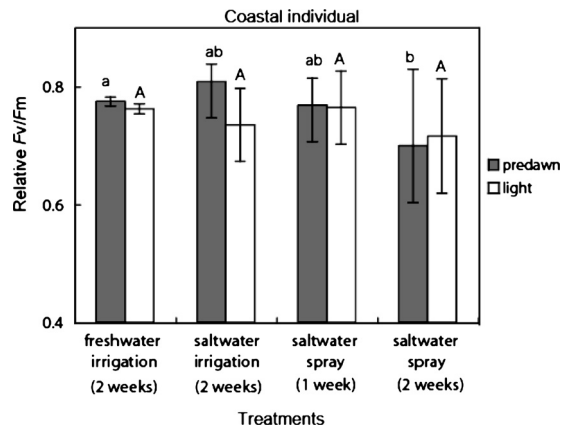 Coastal individual
Relative Fv/Fm
0.8
0.6
0.4
a A ab A ab A b A
predawn
light
freshwater irrigation (2 weeks)
saltwater irrigation (2 weeks)
saltwater spray (1 week)
saltwater spray (2 weeks)
Treatments